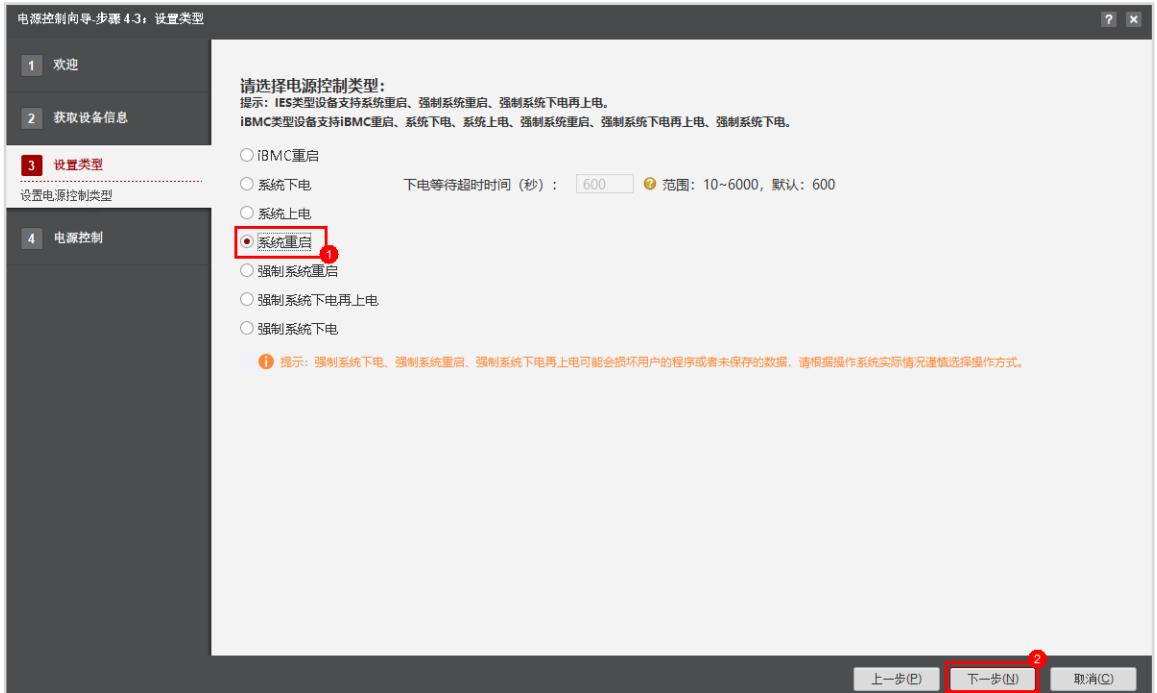 电源控制向导-步骤 4-3：设置类型
? ×
1 欢迎
2 获取设备信息
3 设置类型
设置电源控制类型
4 电源控制
请选择电源控制类型：
提示：IES类型设备支持系统重启、强制系统重启、强制系统下电再上电。
iBMC类型设备支持iBMC重启、系统下电、系统上电、强制系统重启、强制系统下电再上电、强制系统下电。
iBMC重启
系统下电 下电等待超时时间（秒）： 600 ? 范围：10~6000，默认：600
系统上电
系统重启 1
强制系统重启
强制系统下电再上电
强制系统下电
提示：强制系统下电、强制系统重启、强制系统下电再上电可能会损坏用户的程序或者未保存的数据，请根据操作系统实际情况谨慎选择操作方式。
2
上一步(P) 下一步(N) 取消(C)